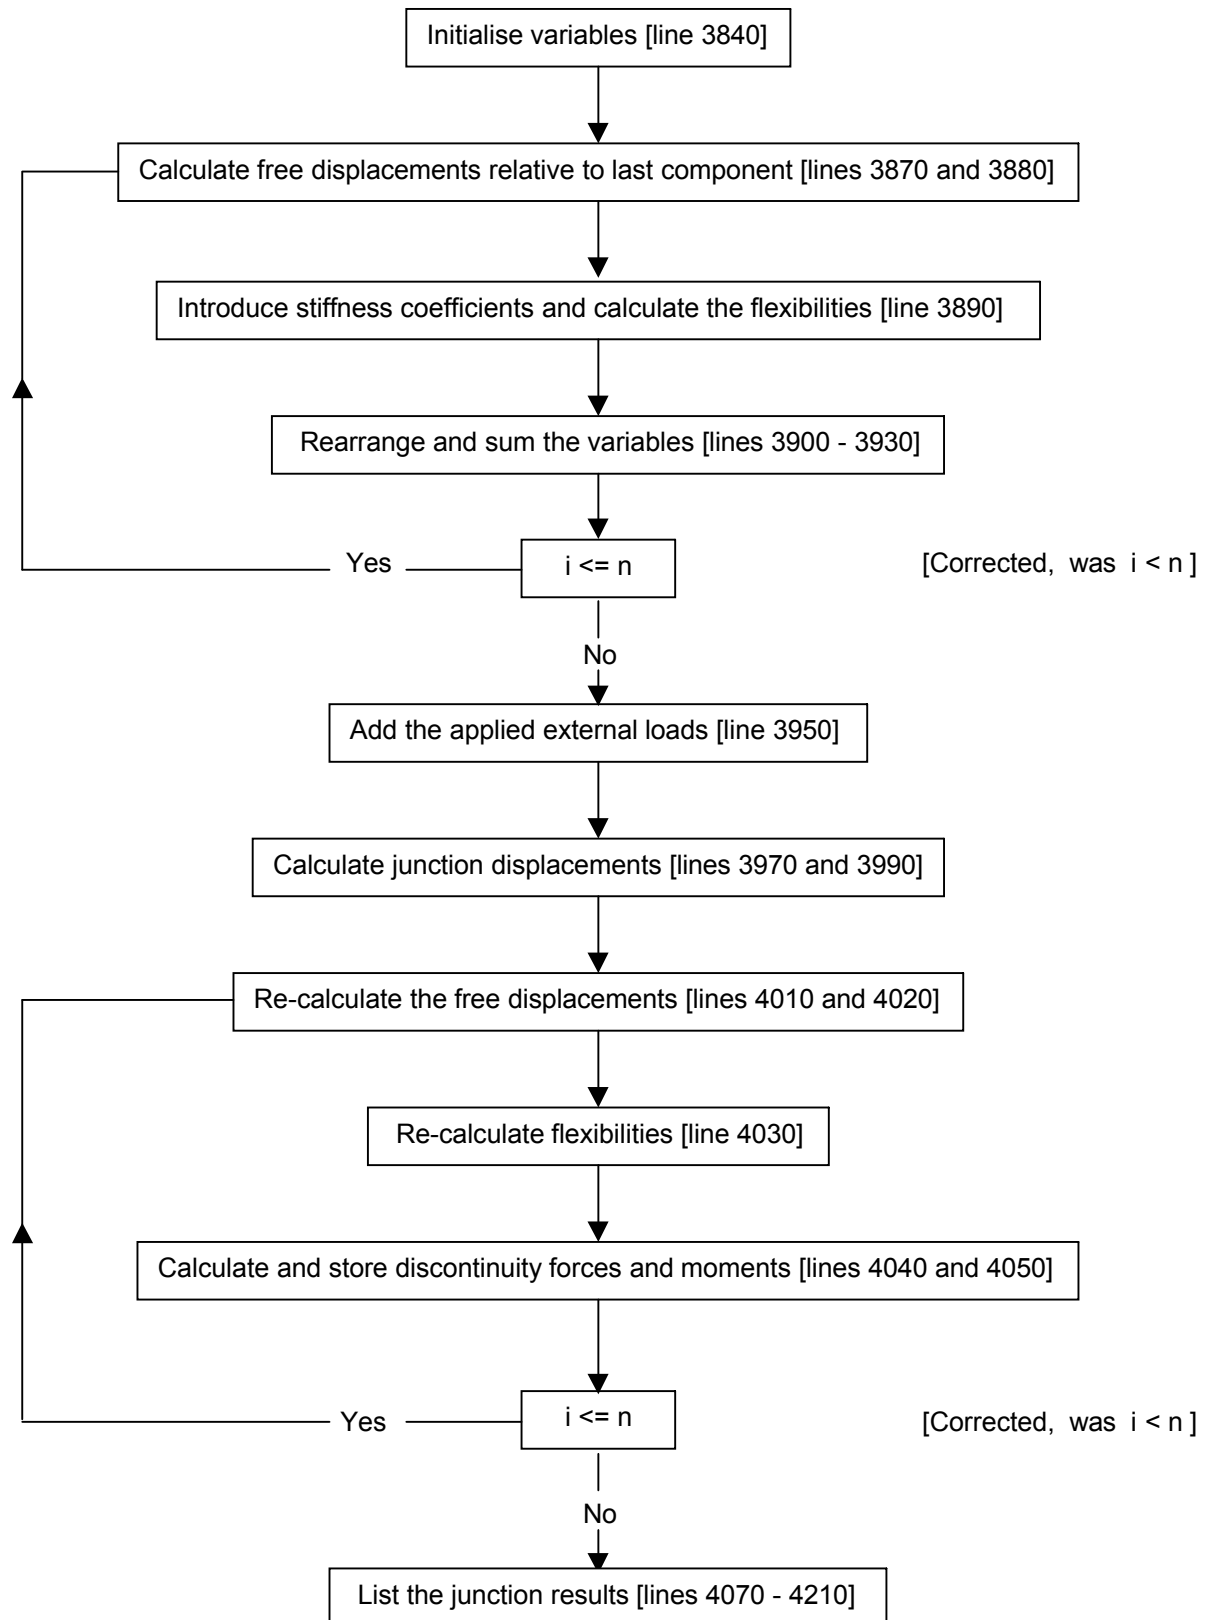 Initialise variables [line 3840]
Calculate free displacements relative to last component [lines 3870 and 3880]
Introduce stiffness coefficients and calculate the flexibilities [line 3890]
Rearrange and sum the variables [lines 3900 - 3930]
Yes
i <= n
[Corrected, was i < n ]
No
Add the applied external loads [line 3950]
Calculate junction displacements [lines 3970 and 3990]
Re-calculate the free displacements [lines 4010 and 4020]
Re-calculate flexibilities [line 4030]
Calculate and store discontinuity forces and moments [lines 4040 and 4050]
Yes
i <= n
[Corrected, was i < n ]
No
List the junction results [lines 4070 - 4210]